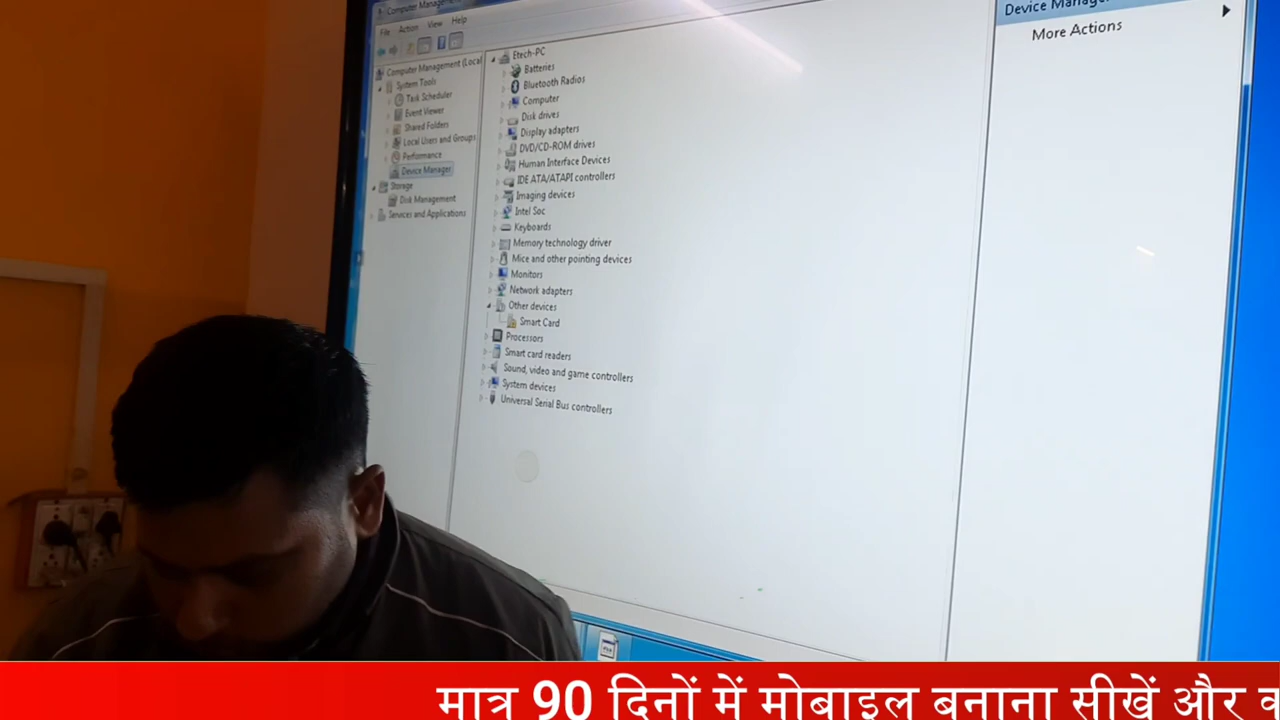 Computer Management
File Action View Help
Computer Management (Local
System Tools
Task Scheduler
Event Viewer
Shared Folders
Local Users and Groups
Performance
Device Manager
Storage
Disk Management
Services and Applications
Etech-PC
Batteries
Bluetooth Radios
Computer
Disk drives
Display adapters
DVD/CD-ROM drives
Human Interface Devices
IDE ATA/ATAPI controllers
Imaging devices
Intel Soc
Keyboards
Memory technology driver
Mice and other pointing devices
Monitors
Network adapters
Other devices
Smart Card
Processors
Smart card readers
Sound, video and game controllers
System devices
Universal Serial Bus controllers
Device Manager
More Actions
मात्र 90 दिनों में मोबाइल बनाना सीखें और